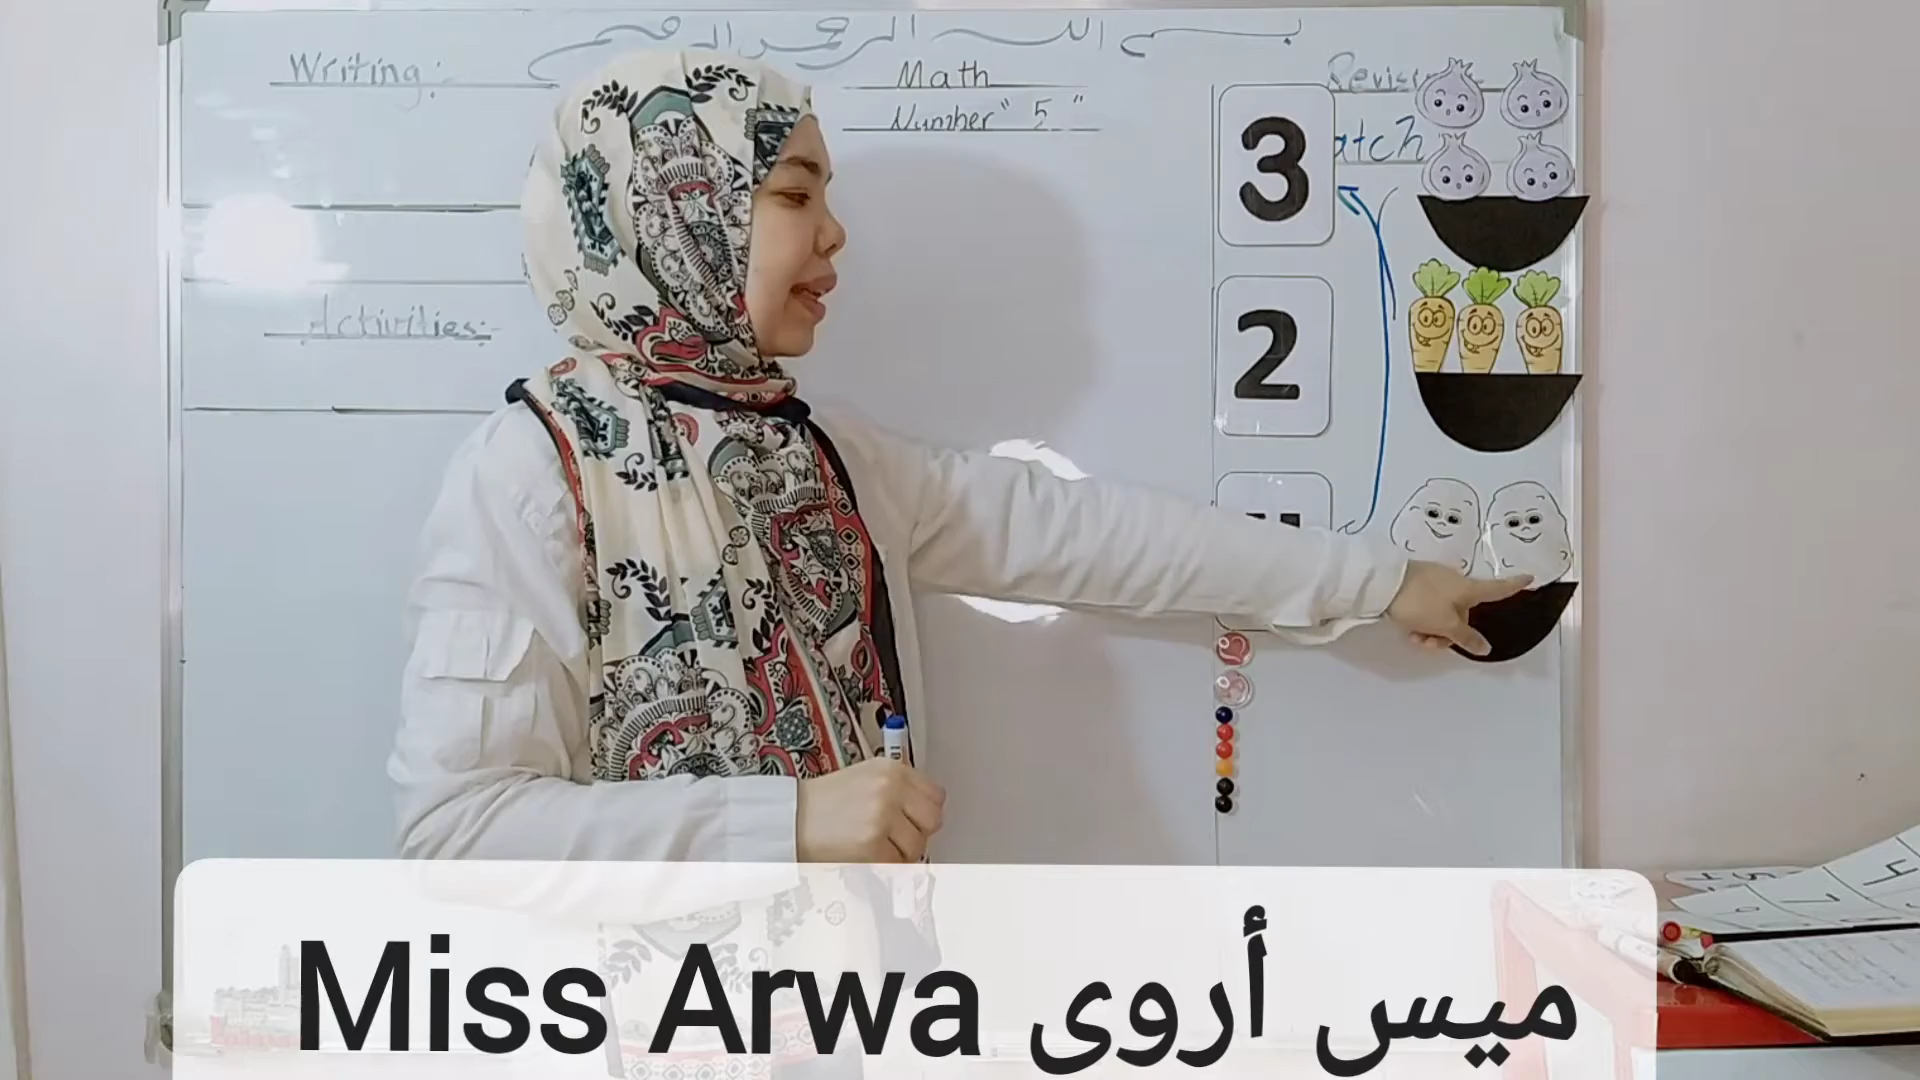 بسم الله الرحمن الرحيم
Writing:
Math
Number "5"
Activities:
3
2
Miss Arwa ميس أروى